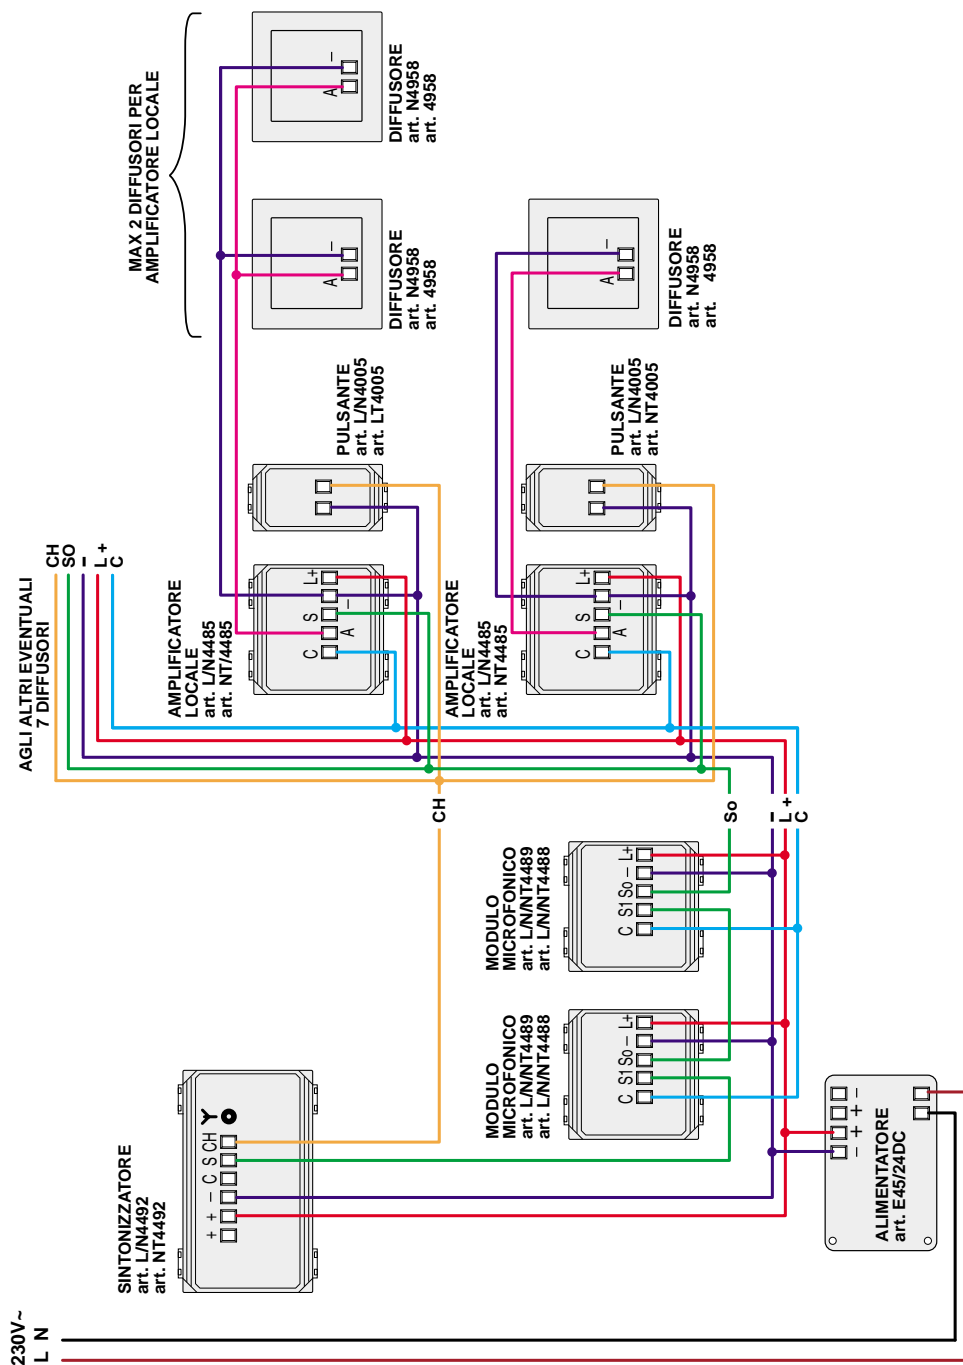 230V~
L N
SINTONIZZATORE
art. L/N4492
art. NT4492
+ + - C S CH
ALIMENTATORE
art. E45/24DC
- + + -
MODULO
MICROFONICO
art. L/N/NT4489
art. L/N/NT4488
C S1 So - L+
MODULO
MICROFONICO
art. L/N/NT4489
art. L/N/NT4488
C S1 So - L+
CH
So
-
L +
C
AGLI ALTRI EVENTUALI
7 DIFFUSORI
CH
SO
-
L +
C
AMPLIFICATORE
LOCALE
art. L/N4485
art. NT/4485
C A S - L+
AMPLIFICATORE
LOCALE
art. L/N4485
art. NT4485
C A S - L+
PULSANTE
art. L/N4005
art. LT4005
PULSANTE
art. L/N4005
art. NT4005
MAX 2 DIFFUSORI PER
AMPLIFICATORE LOCALE
A -
DIFFUSORE
art. N4958
art. 4958
A -
DIFFUSORE
art. N4958
art. 4958
A -
DIFFUSORE
art. N4958
art. 4958